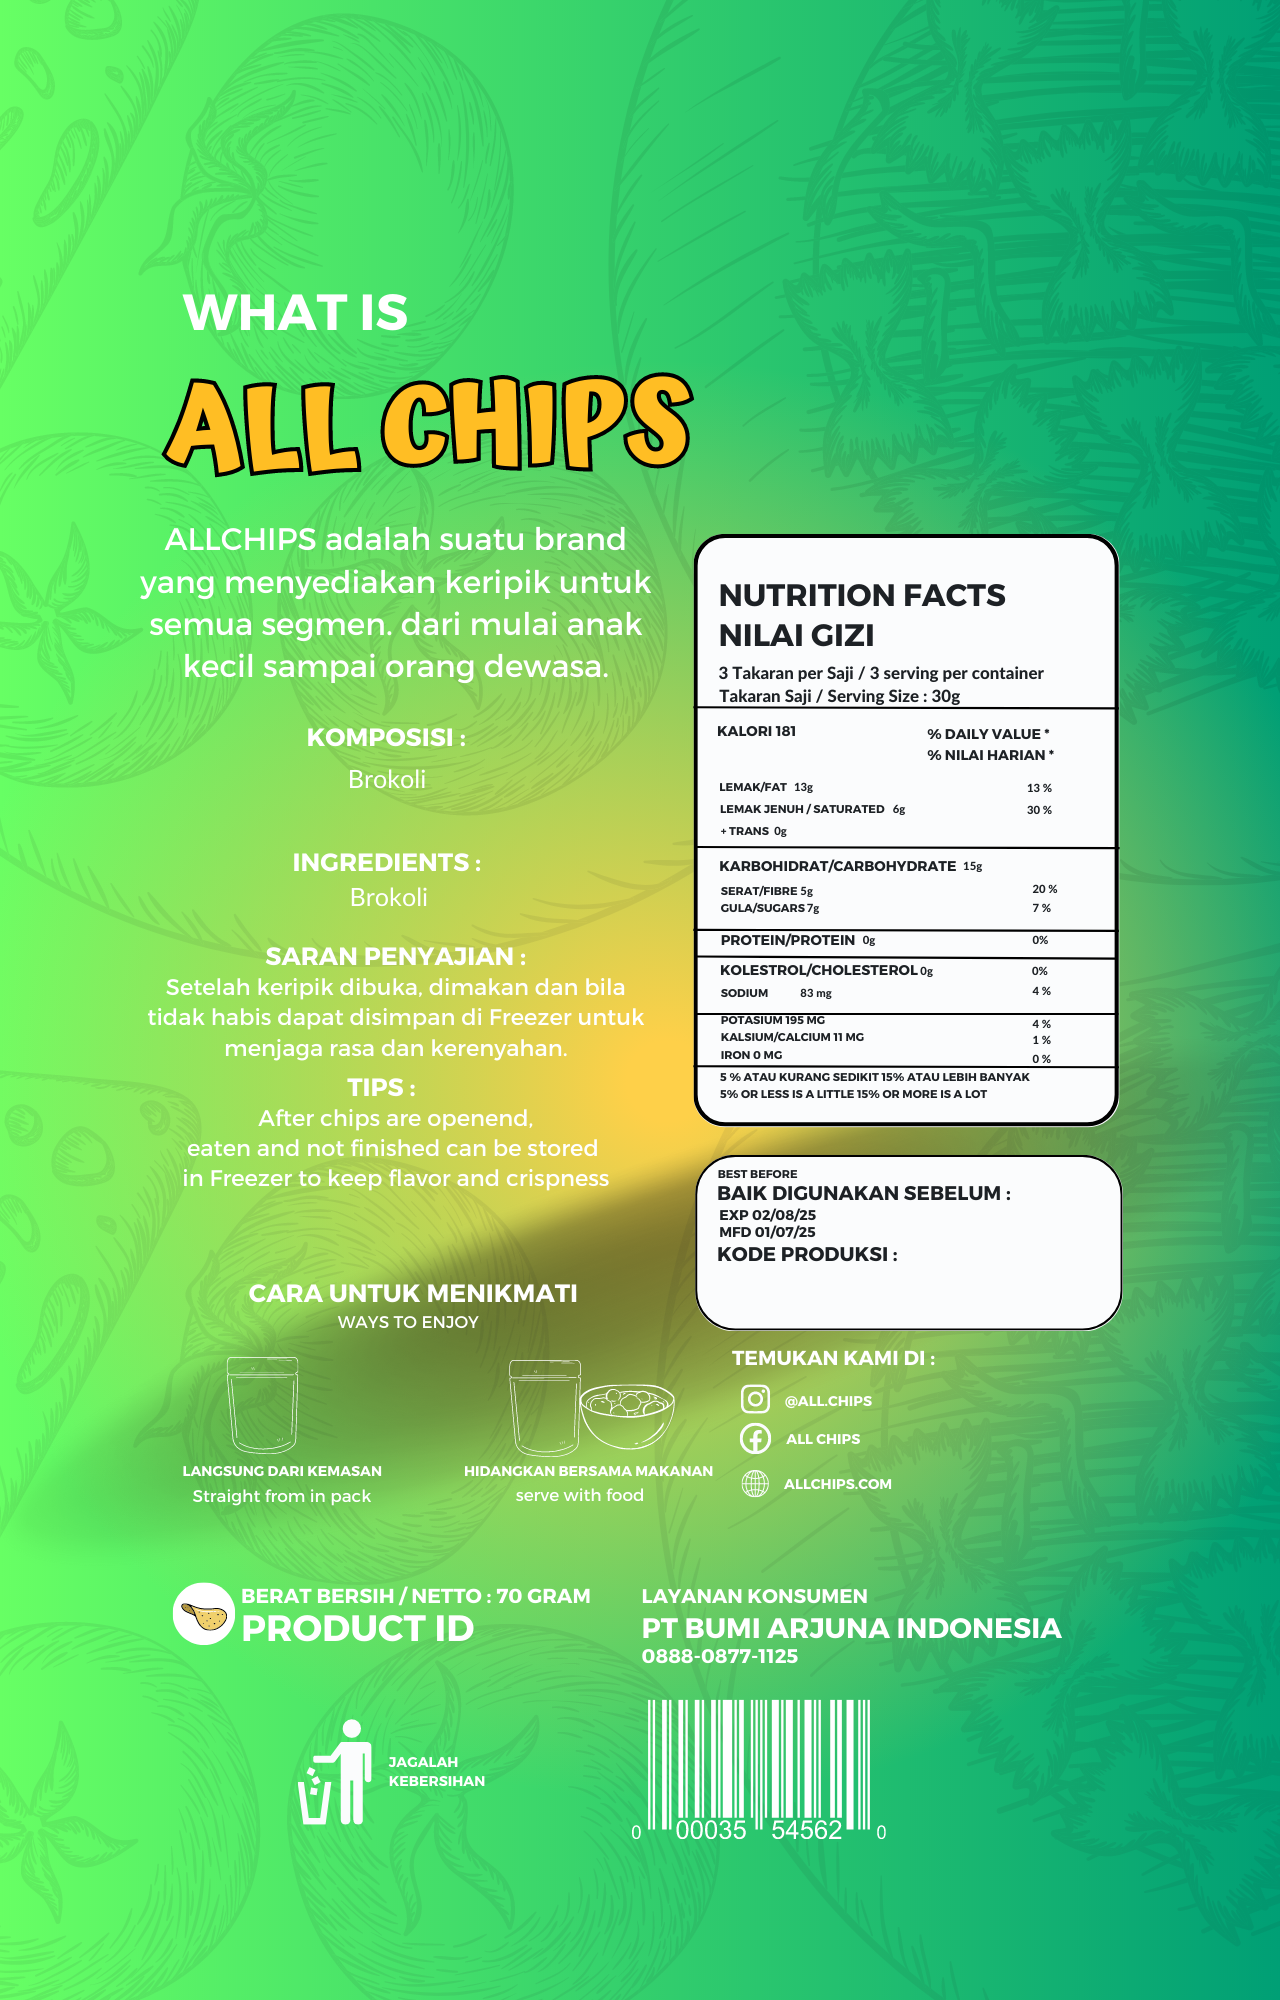 WHAT IS
ALL CHIPS
ALLCHIPS adalah suatu brand
yang menyediakan keripik untuk
semua segmen. dari mulai anak
kecil sampai orang dewasa.
KOMPOSISI :
Brokoli
INGREDIENTS :
Brokoli
SARAN PENYAJIAN :
Setelah keripik dibuka, dimakan dan bila
tidak habis dapat disimpan di Freezer untuk
menjaga rasa dan kerenyahan.
TIPS :
After chips are openend,
eaten and not finished can be stored
in Freezer to keep flavor and crispness
CARA UNTUK MENIKMATI
WAYS TO ENJOY
LANGSUNG DARI KEMASAN
Straight from in pack
HIDANGKAN BERSAMA MAKANAN
serve with food
NUTRITION FACTS
NILAI GIZI
3 Takaran per Saji / 3 serving per container
Takaran Saji / Serving Size : 30g
KALORI 181
% DAILY VALUE *
% NILAI HARIAN *
LEMAK/FAT 13g 13 %
LEMAK JENUH / SATURATED 6g 30 %
+ TRANS 0g
KARBOHIDRAT/CARBOHYDRATE 15g
SERAT/FIBRE 5g 20 %
GULA/SUGARS 7g 7 %
PROTEIN/PROTEIN 0g 0%
KOLESTROL/CHOLESTEROL 0g 0%
SODIUM 83 mg 4 %
POTASIUM 195 MG 4 %
KALSIUM/CALCIUM 11 MG 1 %
IRON 0 MG 0 %
5 % ATAU KURANG SEDIKIT 15% ATAU LEBIH BANYAK
5% OR LESS IS A LITTLE 15% OR MORE IS A LOT
BEST BEFORE
BAIK DIGUNAKAN SEBELUM :
EXP 02/08/25
MFD 01/07/25
KODE PRODUKSI :
TEMUKAN KAMI DI :
@ALL.CHIPS
ALL CHIPS
ALLCHIPS.COM
BERAT BERSIH / NETTO : 70 GRAM
PRODUCT ID
LAYANAN KONSUMEN
PT BUMI ARJUNA INDONESIA
0888-0877-1125
JAGALAH
KEBERSIHAN
0 00035 54562 0